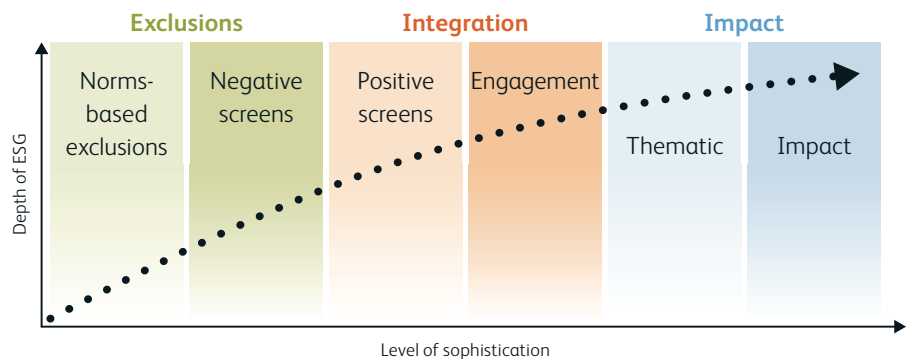 Exclusions
Integration
Impact
Norms-
based
exclusions
Negative
screens
Positive
screens
Engagement
Thematic
Impact
Depth of ESG
Level of sophistication